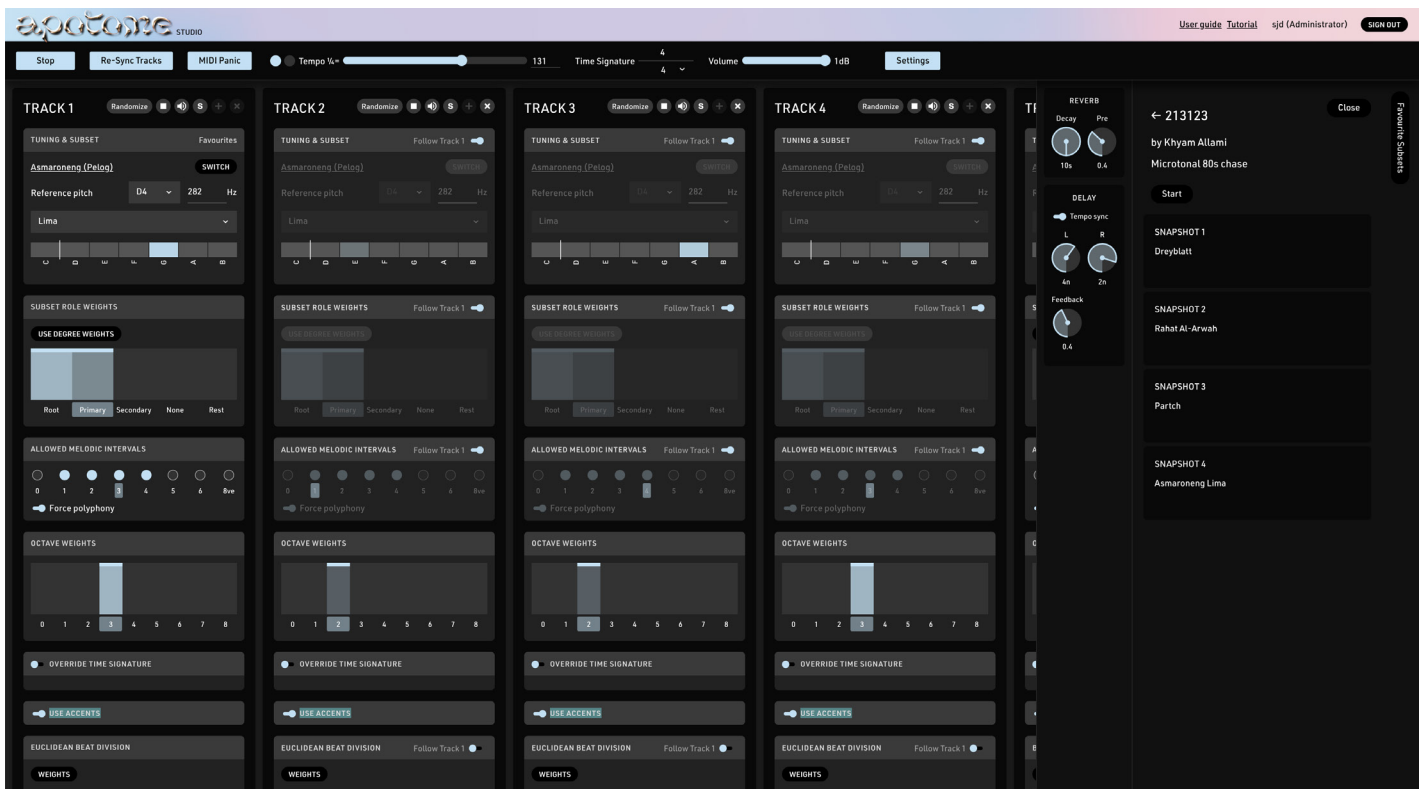 apotome STUDIO
User guide Tutorial sjd (Administrator) SIGN OUT
Stop Re-Sync Tracks MIDI Panic Tempo ¼= 131 Time Signature 4 4 Volume 1dB Settings
TRACK 1 Randomize S + ×
TUNING & SUBSET Favourites
Asmaroneng (Pelog) SWITCH
Reference pitch D4 282 Hz
Lima
C D E F G A B
SUBSET ROLE WEIGHTS
USE DEGREE WEIGHTS
Root Primary Secondary None Rest
ALLOWED MELODIC INTERVALS
0 1 2 3 4 5 6 8ve
Force polyphony
OCTAVE WEIGHTS
0 1 2 3 4 5 6 7 8
OVERRIDE TIME SIGNATURE
USE ACCENTS
EUCLIDEAN BEAT DIVISION
WEIGHTS
TRACK 2 Randomize S + ×
TUNING & SUBSET Follow Track 1
Asmaroneng (Pelog) SWITCH
Reference pitch D4 282 Hz
Lima
C D E F G A B
SUBSET ROLE WEIGHTS Follow Track 1
USE DEGREE WEIGHTS
Root Primary Secondary None Rest
ALLOWED MELODIC INTERVALS Follow Track 1
0 1 2 3 4 5 6 8ve
Force polyphony
OCTAVE WEIGHTS
0 1 2 3 4 5 6 7 8
OVERRIDE TIME SIGNATURE
USE ACCENTS
EUCLIDEAN BEAT DIVISION Follow Track 1
WEIGHTS
TRACK 3 Randomize S + ×
TUNING & SUBSET Follow Track 1
Asmaroneng (Pelog) SWITCH
Reference pitch D4 282 Hz
Lima
C D E F G A B
SUBSET ROLE WEIGHTS Follow Track 1
USE DEGREE WEIGHTS
Root Primary Secondary None Rest
ALLOWED MELODIC INTERVALS Follow Track 1
0 1 2 3 4 5 6 8ve
Force polyphony
OCTAVE WEIGHTS
0 1 2 3 4 5 6 7 8
OVERRIDE TIME SIGNATURE
USE ACCENTS
EUCLIDEAN BEAT DIVISION Follow Track 1
WEIGHTS
TRACK 4 Randomize S + ×
TUNING & SUBSET Follow Track 1
Asmaroneng (Pelog) SWITCH
Reference pitch D4 282 Hz
Lima
C D E F G A B
SUBSET ROLE WEIGHTS Follow Track 1
USE DEGREE WEIGHTS
Root Primary Secondary None Rest
ALLOWED MELODIC INTERVALS Follow Track 1
0 1 2 3 4 5 6 8ve
Force polyphony
OCTAVE WEIGHTS
0 1 2 3 4 5 6 7 8
OVERRIDE TIME SIGNATURE
USE ACCENTS
EUCLIDEAN BEAT DIVISION Follow Track 1
WEIGHTS
REVERB
Decay Pre
10s 0.4
DELAY
Tempo sync
L R
4n 2n
Feedback
0.4
← 213123 Close
by Khyam Allami
Microtonal 80s chase
Start
SNAPSHOT 1
Dreyblatt
SNAPSHOT 2
Rahat Al-Arwah
SNAPSHOT 3
Partch
SNAPSHOT 4
Asmaroneng Lima
Favourite Subsets